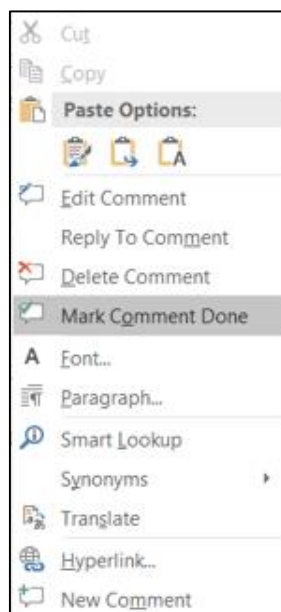 Cut
Copy
Paste Options:
A
Edit Comment
Reply To Comment
Delete Comment
Mark Comment Done
A Font...
Paragraph...
Smart Lookup
Synonyms
Translate
Hyperlink...
New Comment